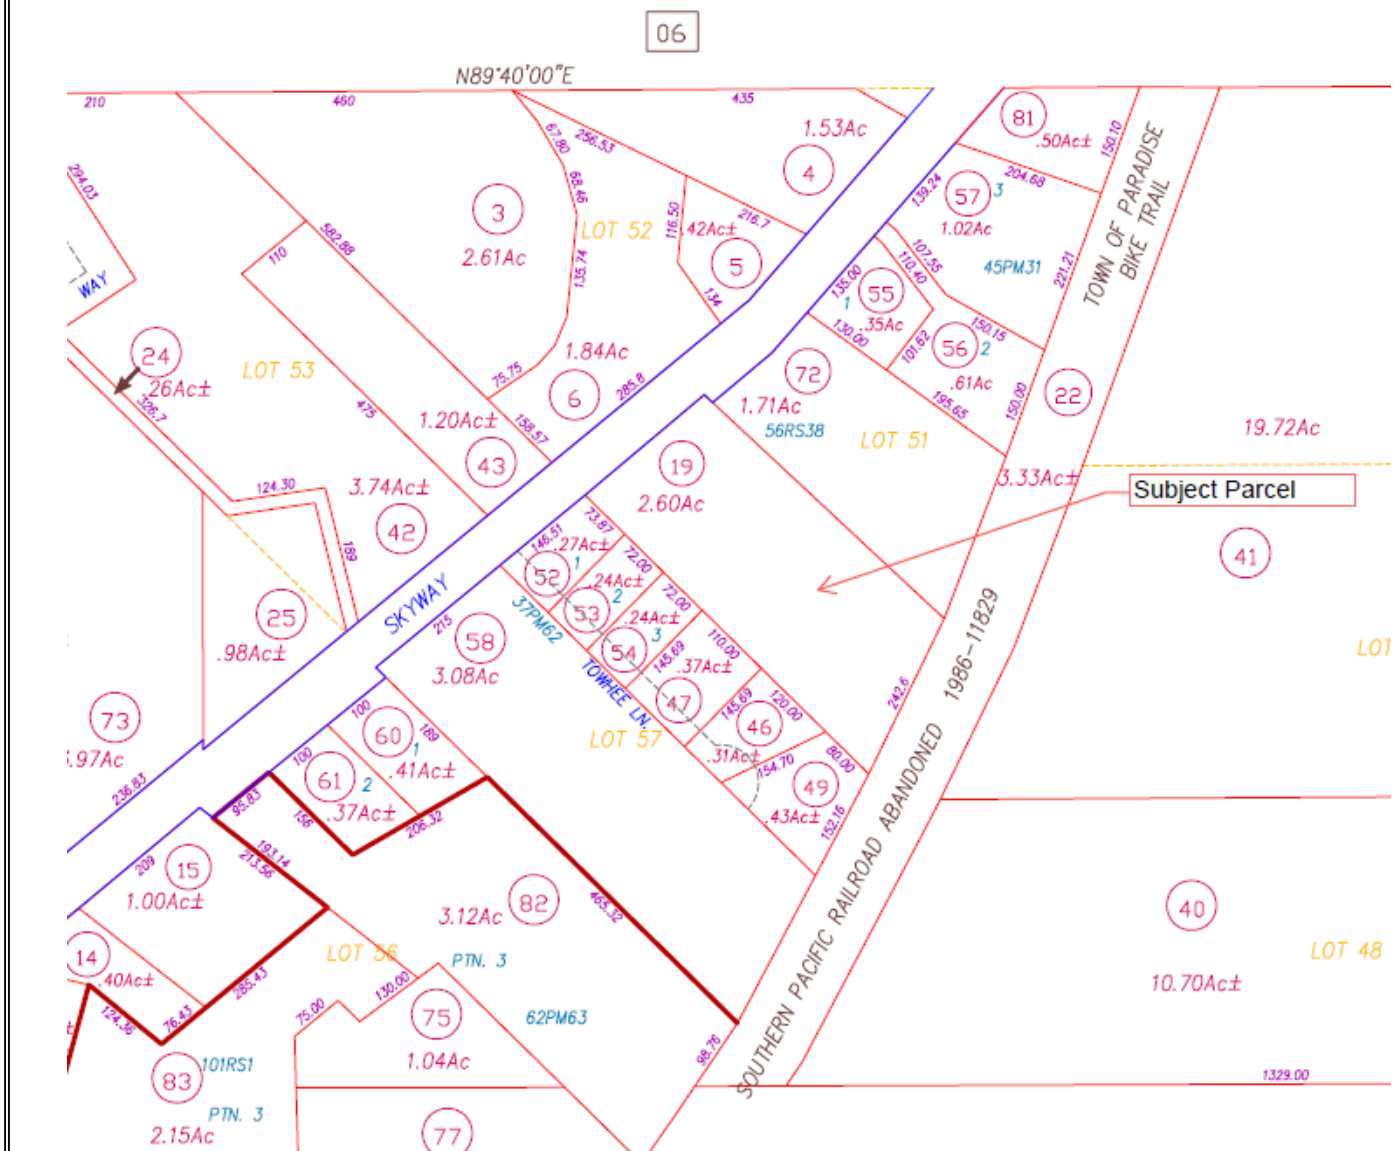 06
N89°40'00"E
210
460
435
1.53Ac
4
81
.50Ac±
150.10
TOWN OF PARADISE
BIKE TRAIL
67.80
256.53
68.46
294.03
3
2.61Ac
LOT 52
116.50
.42Ac±
216.7
5
139.24
57
3
1.02Ac
204.68
45PM31
221.21
582.88
110
135.74
134
107.55
110.40
135.00
55
1
.35Ac
130.00
101.62
56
2
.61Ac
150.15
WAY
24
.26Ac±
326.7
LOT 53
1.84Ac
75.75
6
285.8
72
1.71Ac
56RS38
195.65
150.00
22
LOT 51
19.72Ac
475
1.20Ac±
158.57
43
19
2.60Ac
3.33Ac±
Subject Parcel
124.30
3.74Ac±
42
189
73.87
146.51
.27Ac±
52
1
72.00
.24Ac±
53
2
72.00
.24Ac±
54
3
41
SKYWAY
215
37PM62
25
.98Ac±
58
3.08Ac
145.69
110.00
.37Ac±
47
TOWHEE LN.
145.69
120.00
46
.31Ac±
242.6
LOT
SOUTHERN PACIFIC RAILROAD ABANDONED 1986-11829
73
.97Ac
236.83
100
60
1
.41Ac±
189
LOT 57
80.00
154.70
49
.43Ac±
152.16
100
61
2
.37Ac±
95.83
156
206.32
193.14
213.56
209
15
1.00Ac±
465.32
82
3.12Ac
40
10.70Ac±
LOT 48
14
.40Ac±
LOT 56
PTN. 3
285.43
76.43
124.36
130.00
75.00
75
1.04Ac
62PM63
98.76
83
101RS1
PTN. 3
2.15Ac
77
1329.00